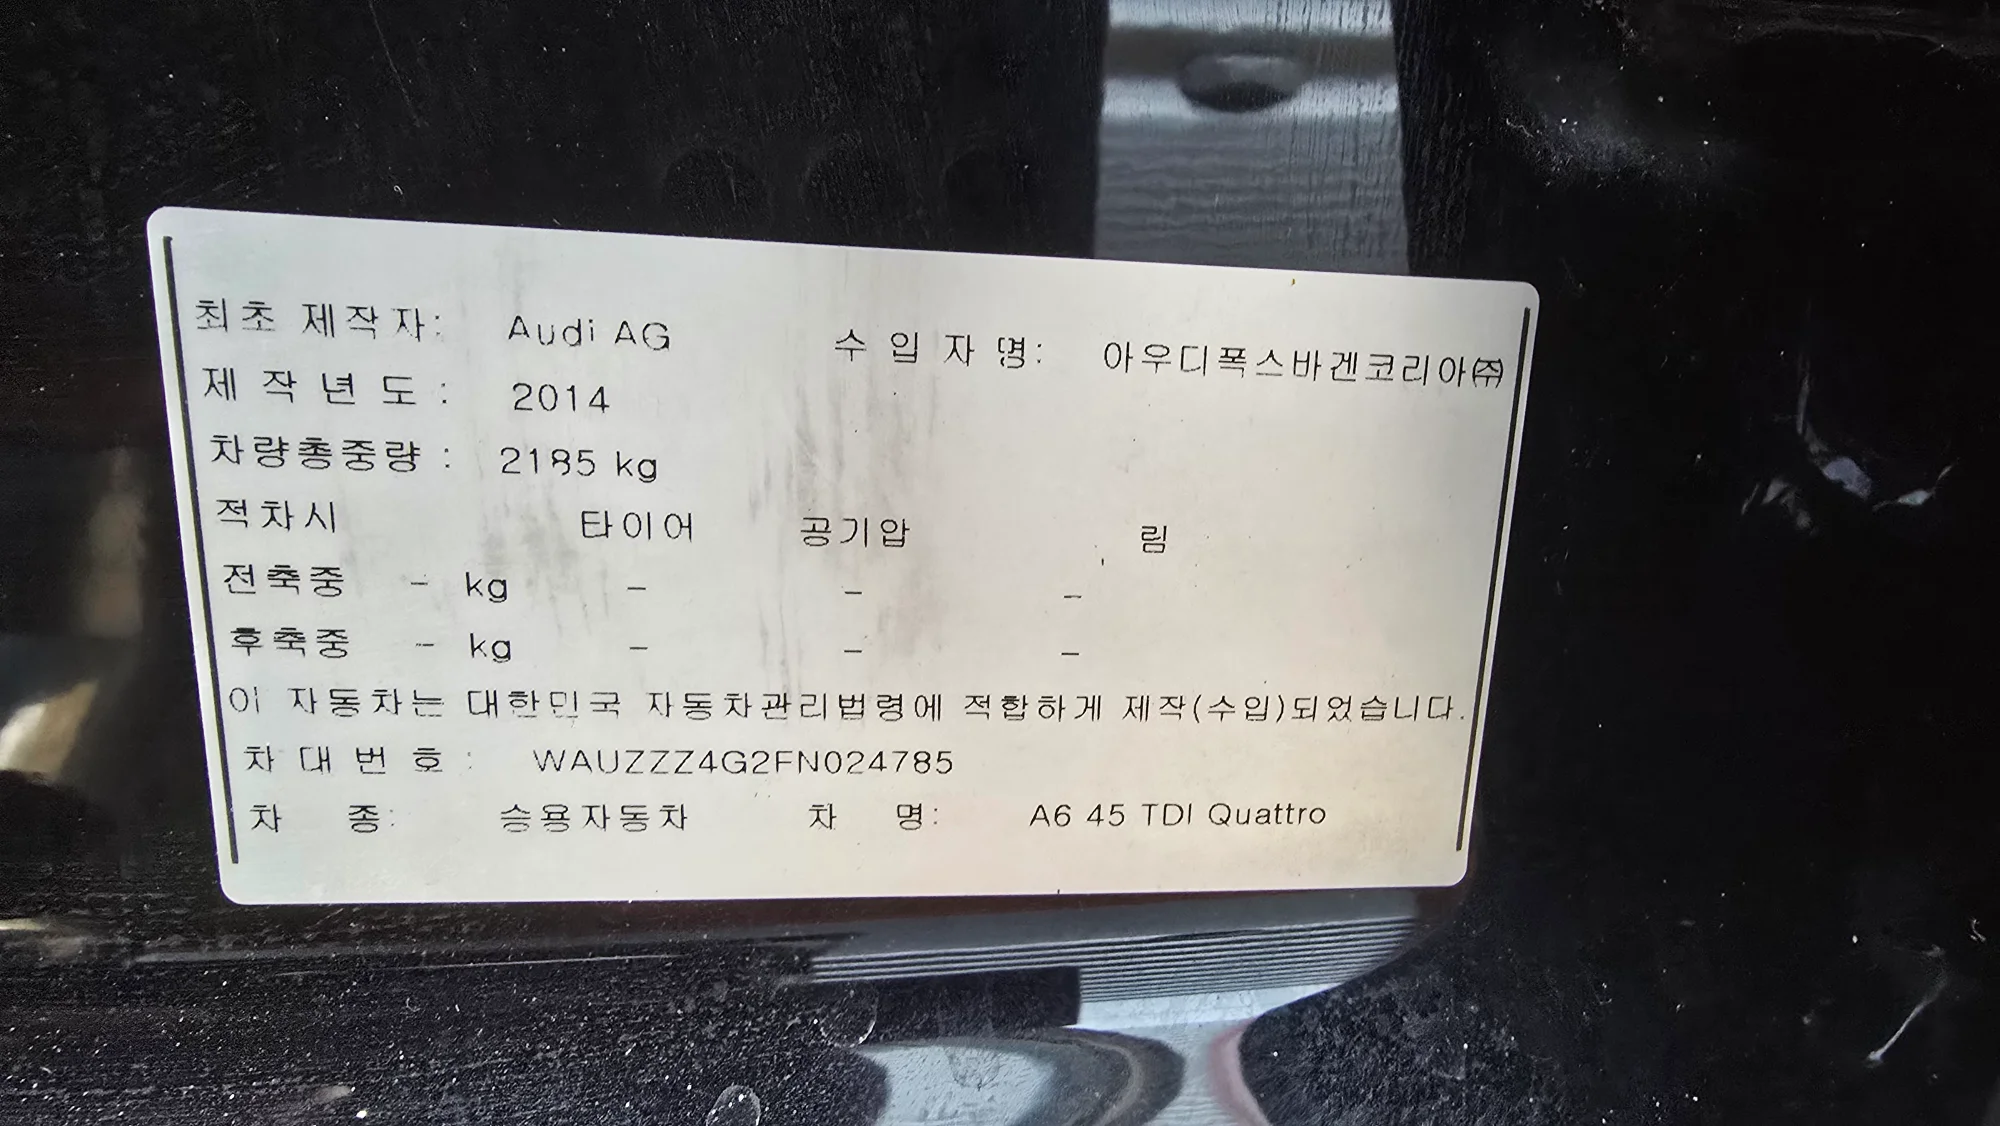 최초 제작자: Audi AG 수 입 자 명: 아우디폭스바겐코리아㈜
제 작 년 도 : 2014
차량총중량 : 2185 kg
적차시 타이어 공기압 림
전축중 - kg - - -
후축중 - kg - - -
이 자동차는 대한민국 자동차관리법령에 적합하게 제작(수입)되었습니다.
차 대 번 호 : WAUZZZ4G2FN024785
차 종: 승용자동차 차 명: A6 45 TDI Quattro